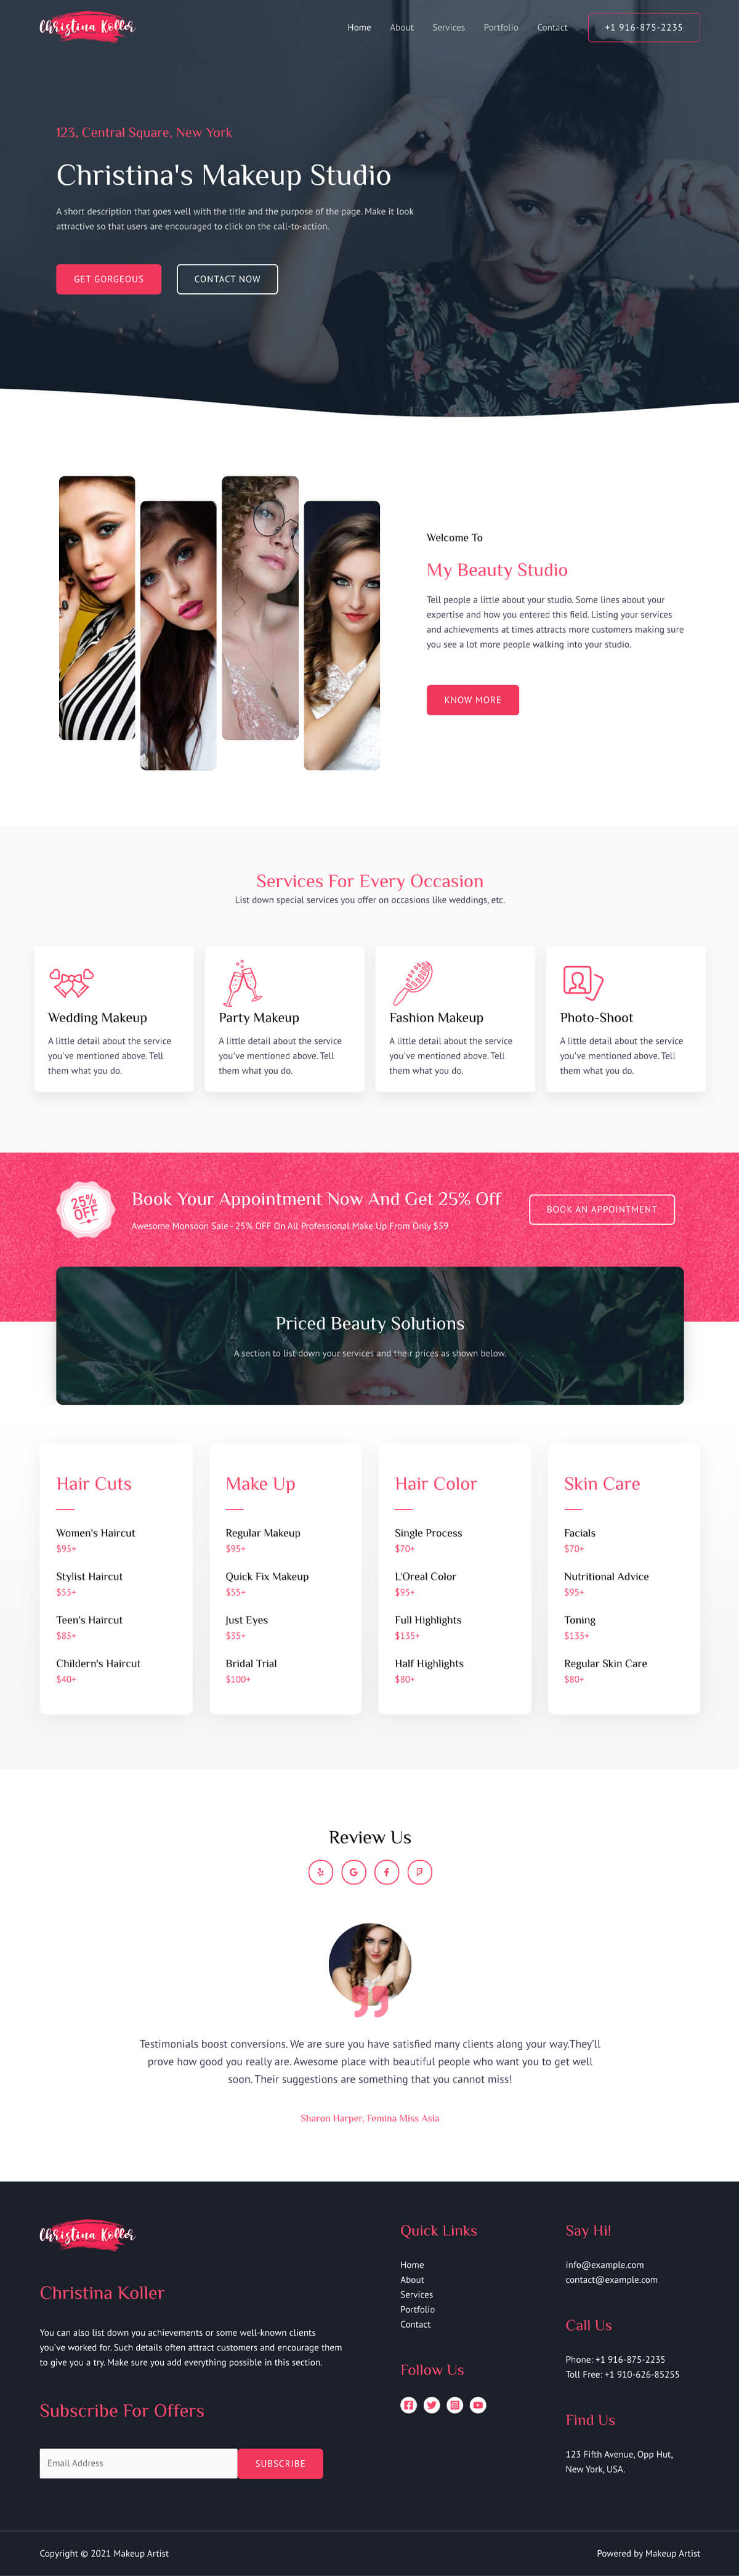 Christina Koller
Home
About
Services
Portfolio
Contact
+1 916-875-2235
123, Central Square, New York
Christina's Makeup Studio
A short description that goes well with the title and the purpose of the page. Make it look
attractive so that users are encouraged to click on the call-to-action.
GET GORGEOUS
CONTACT NOW
Welcome To
My Beauty Studio
Tell people a little about your studio. Some lines about your
expertise and how you entered this field. Listing your services
and achievements at times attracts more customers making sure
you see a lot more people walking into your studio.
KNOW MORE
Services For Every Occasion
List down special services you offer on occasions like weddings, etc.
Wedding Makeup
A little detail about the service
you've mentioned above. Tell
them what you do.
Party Makeup
A little detail about the service
you've mentioned above. Tell
them what you do.
Fashion Makeup
A little detail about the service
you've mentioned above. Tell
them what you do.
Photo-Shoot
A little detail about the service
you've mentioned above. Tell
them what you do.
25%
OFF
Book Your Appointment Now And Get 25% Off
Awesome Monsoon Sale - 25% OFF On All Professional Make Up From Only $59
BOOK AN APPOINTMENT
Priced Beauty Solutions
A section to list down your services and their prices as shown below.
Hair Cuts
Women's Haircut
$95+
Stylist Haircut
$55+
Teen's Haircut
$85+
Childern's Haircut
$40+
Make Up
Regular Makeup
$95+
Quick Fix Makeup
$55+
Just Eyes
$35+
Bridal Trial
$100+
Hair Color
Single Process
$70+
L'Oreal Color
$95+
Full Highlights
$135+
Half Highlights
$80+
Skin Care
Facials
$70+
Nutritional Advice
$95+
Toning
$135+
Regular Skin Care
$80+
Review Us
Testimonials boost conversions. We are sure you have satisfied many clients along your way.They'll
prove how good you really are. Awesome place with beautiful people who want you to get well
soon. Their suggestions are something that you cannot miss!
Sharon Harper, Femina Miss Asia
Christina Koller
Christina Koller
You can also list down you achievements or some well-known clients
you've worked for. Such details often attract customers and encourage them
to give you a try. Make sure you add everything possible in this section.
Subscribe For Offers
Email Address
SUBSCRIBE
Quick Links
Home
About
Services
Portfolio
Contact
Follow Us
Say Hi!
info@example.com
contact@example.com
Call Us
Phone: +1 916-875-2235
Toll Free: +1 910-626-85255
Find Us
123 Fifth Avenue, Opp Hut,
New York, USA.
Copyright © 2021 Makeup Artist
Powered by Makeup Artist